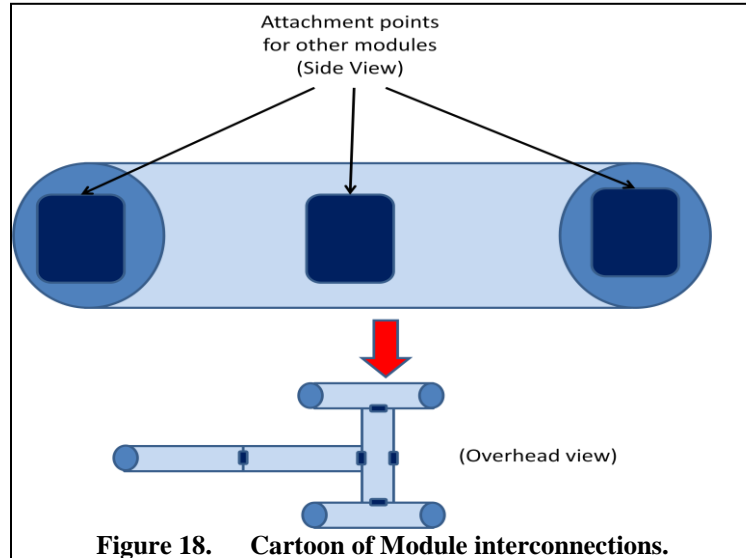 Attachment points
for other modules
(Side View)
(Overhead view)
Figure 18. Cartoon of Module interconnections.